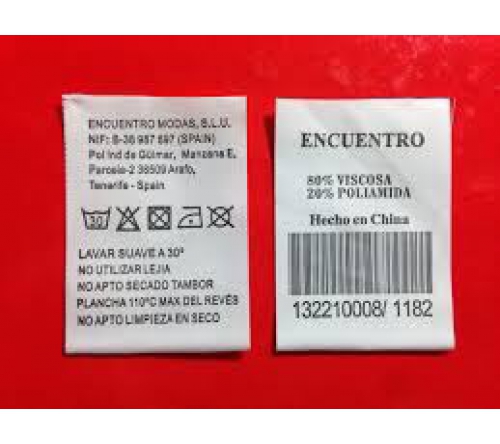 ENCUENTRO MODAS, S.L.U.
NIF: B-38 987 697 (SPAIN)
Pol Ind de Güimar, Manzana E,
Parcela-2 38509 Arafo,
Tenerife - Spain
30
LAVAR SUAVE A 30º
NO UTILIZAR LEJIA
NO APTO SECADO TAMBOR
PLANCHA 110ºC MAX DEL REVÉS
NO APTO LIMPIEZA EN SECO
ENCUENTRO
80% VISCOSA
20% POLIAMIDA
Hecho en China
132210008/ 1182